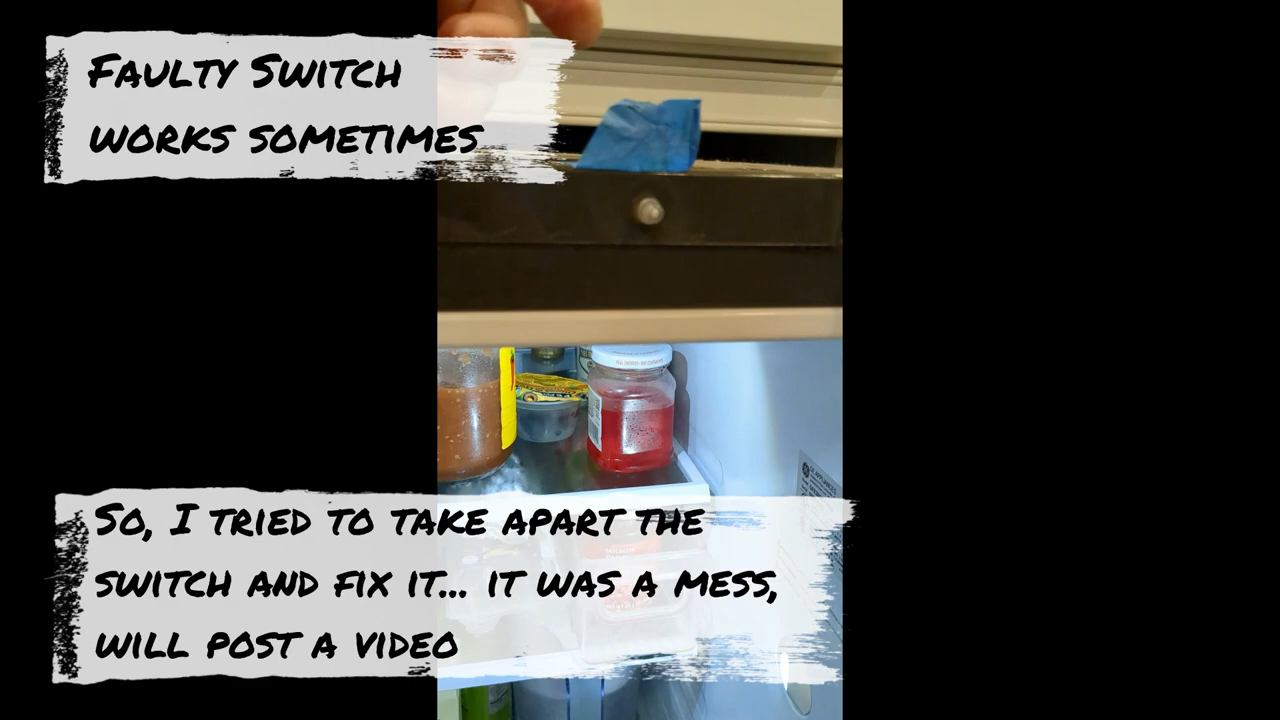 Faulty Switch
works sometimes
So, I tried to take apart the
switch and fix it... it was a mess,
will post a video